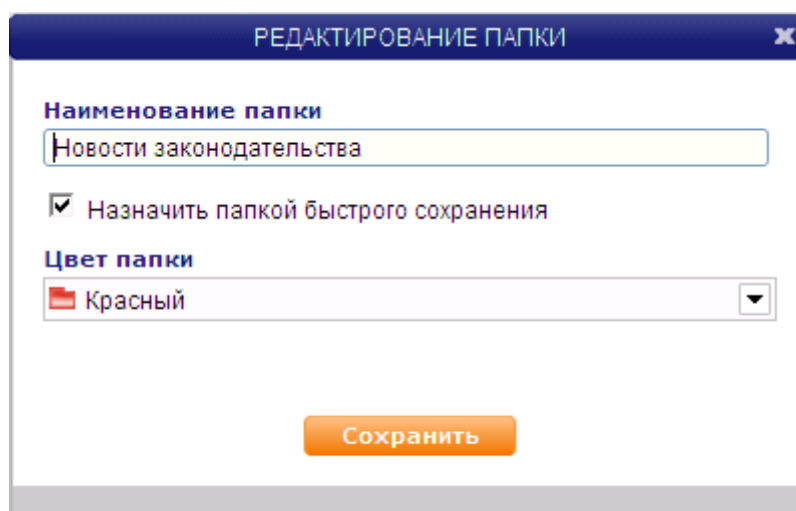 РЕДАКТИРОВАНИЕ ПАПКИ
Наименование папки
Новости законодательства
Назначить папкой быстрого сохранения
Цвет папки
Красный
Сохранить